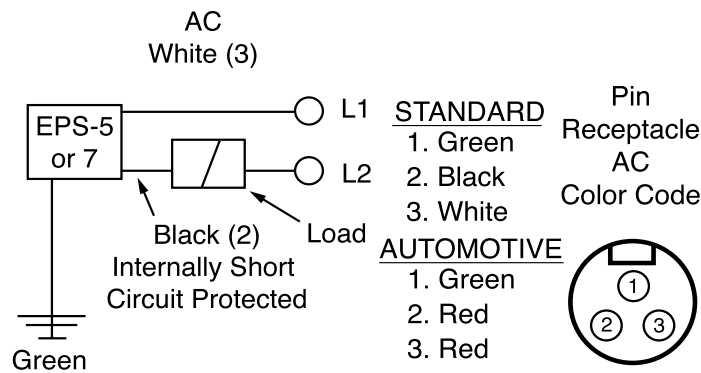 AC
White (3)
EPS-5
or 7
L1
L2
Black (2)
Internally Short
Circuit Protected
Load
Green
STANDARD
1. Green
2. Black
3. White
AUTOMOTIVE
1. Green
2. Red
3. Red
Pin
Receptacle
AC
Color Code
1
2
3